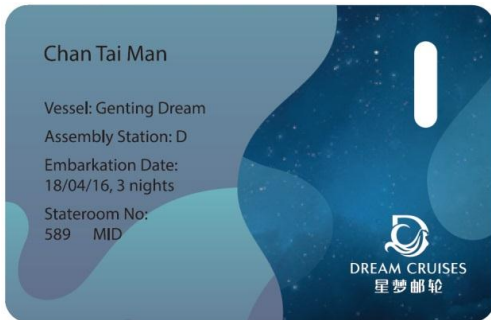 Chan Tai Man
Vessel: Genting Dream
Assembly Station: D
Embarkation Date:
18/04/16, 3 nights
Stateroom No:
589 MID
DREAM CRUISES
星梦邮轮